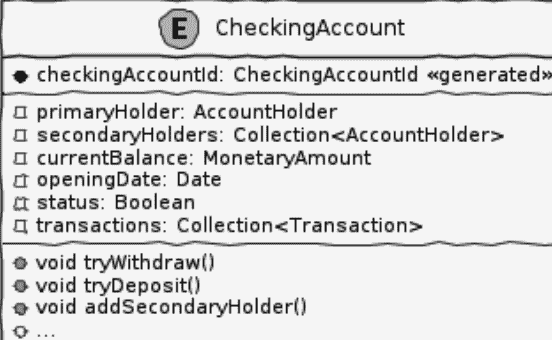 E CheckingAccount
checkingAccountId: CheckingAccountId «generated»
primaryHolder: AccountHolder
secondaryHolders: Collection<AccountHolder>
currentBalance: MonetaryAmount
openingDate: Date
status: Boolean
transactions: Collection<Transaction>
void tryWithdraw()
void tryDeposit()
void addSecondaryHolder()
...